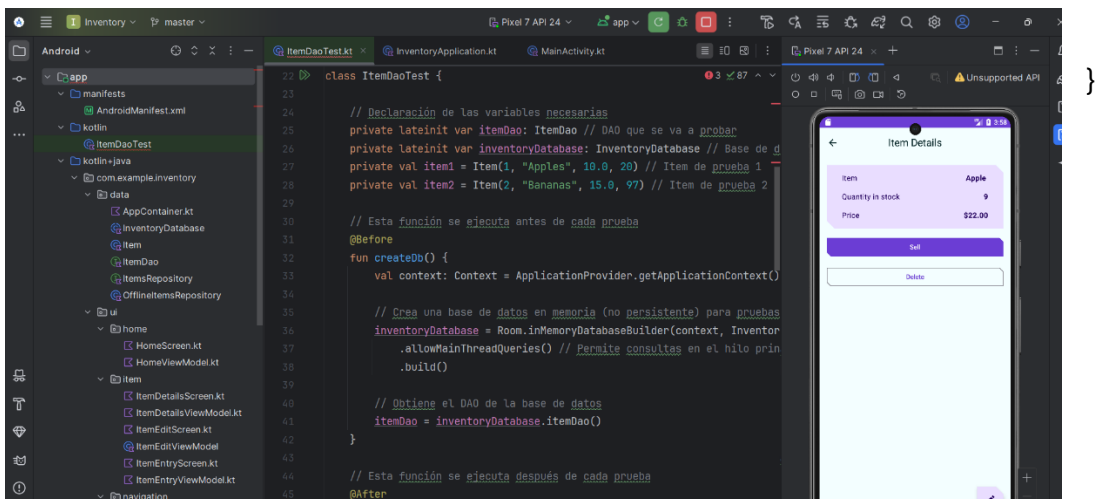 Inventory master Pixel 7 API 24 app
Android ItemDaoTest.kt InventoryApplication.kt MainActivity.kt Pixel 7 API 24
app
manifests
AndroidManifest.xml
kotlin
ItemDaoTest
kotlin+java
com.example.inventory
data
AppContainer.kt
InventoryDatabase
Item
ItemDao
ItemsRepository
OfflineItemsRepository
ui
home
HomeScreen.kt
HomeViewModel.kt
item
ItemDetailsScreen.kt
ItemDetailsViewModel.kt
ItemEditScreen.kt
ItemEditViewModel
ItemEntryScreen.kt
ItemEntryViewModel.kt
navigation
3 87
22 class ItemDaoTest {
23
24 // Declaración de las variables necesarias
25 private lateinit var itemDao: ItemDao // DAO que se va a probar
26 private lateinit var inventoryDatabase: InventoryDatabase // Base de d
27 private val item1 = Item(1, "Apples", 10.0, 20) // Item de prueba 1
28 private val item2 = Item(2, "Bananas", 15.0, 97) // Item de prueba 2
29
30 // Esta función se ejecuta antes de cada prueba
31 @Before
32 fun createDb() {
33 val context: Context = ApplicationProvider.getApplicationContext()
34
35 // Crea una base de datos en memoria (no persistente) para pruebas
36 inventoryDatabase = Room.inMemoryDatabaseBuilder(context, Inventor
37 .allowMainThreadQueries() // Permite consultas en el hilo prin
38 .build()
39
40 // Obtiene el DAO de la base de datos
41 itemDao = inventoryDatabase.itemDao()
42 }
43
44 // Esta función se ejecuta después de cada prueba
45 @After
Unsupported API
3:58
Item Details
Item Apple
Quantity in stock 9
Price $22.00
Sell
Delete
}